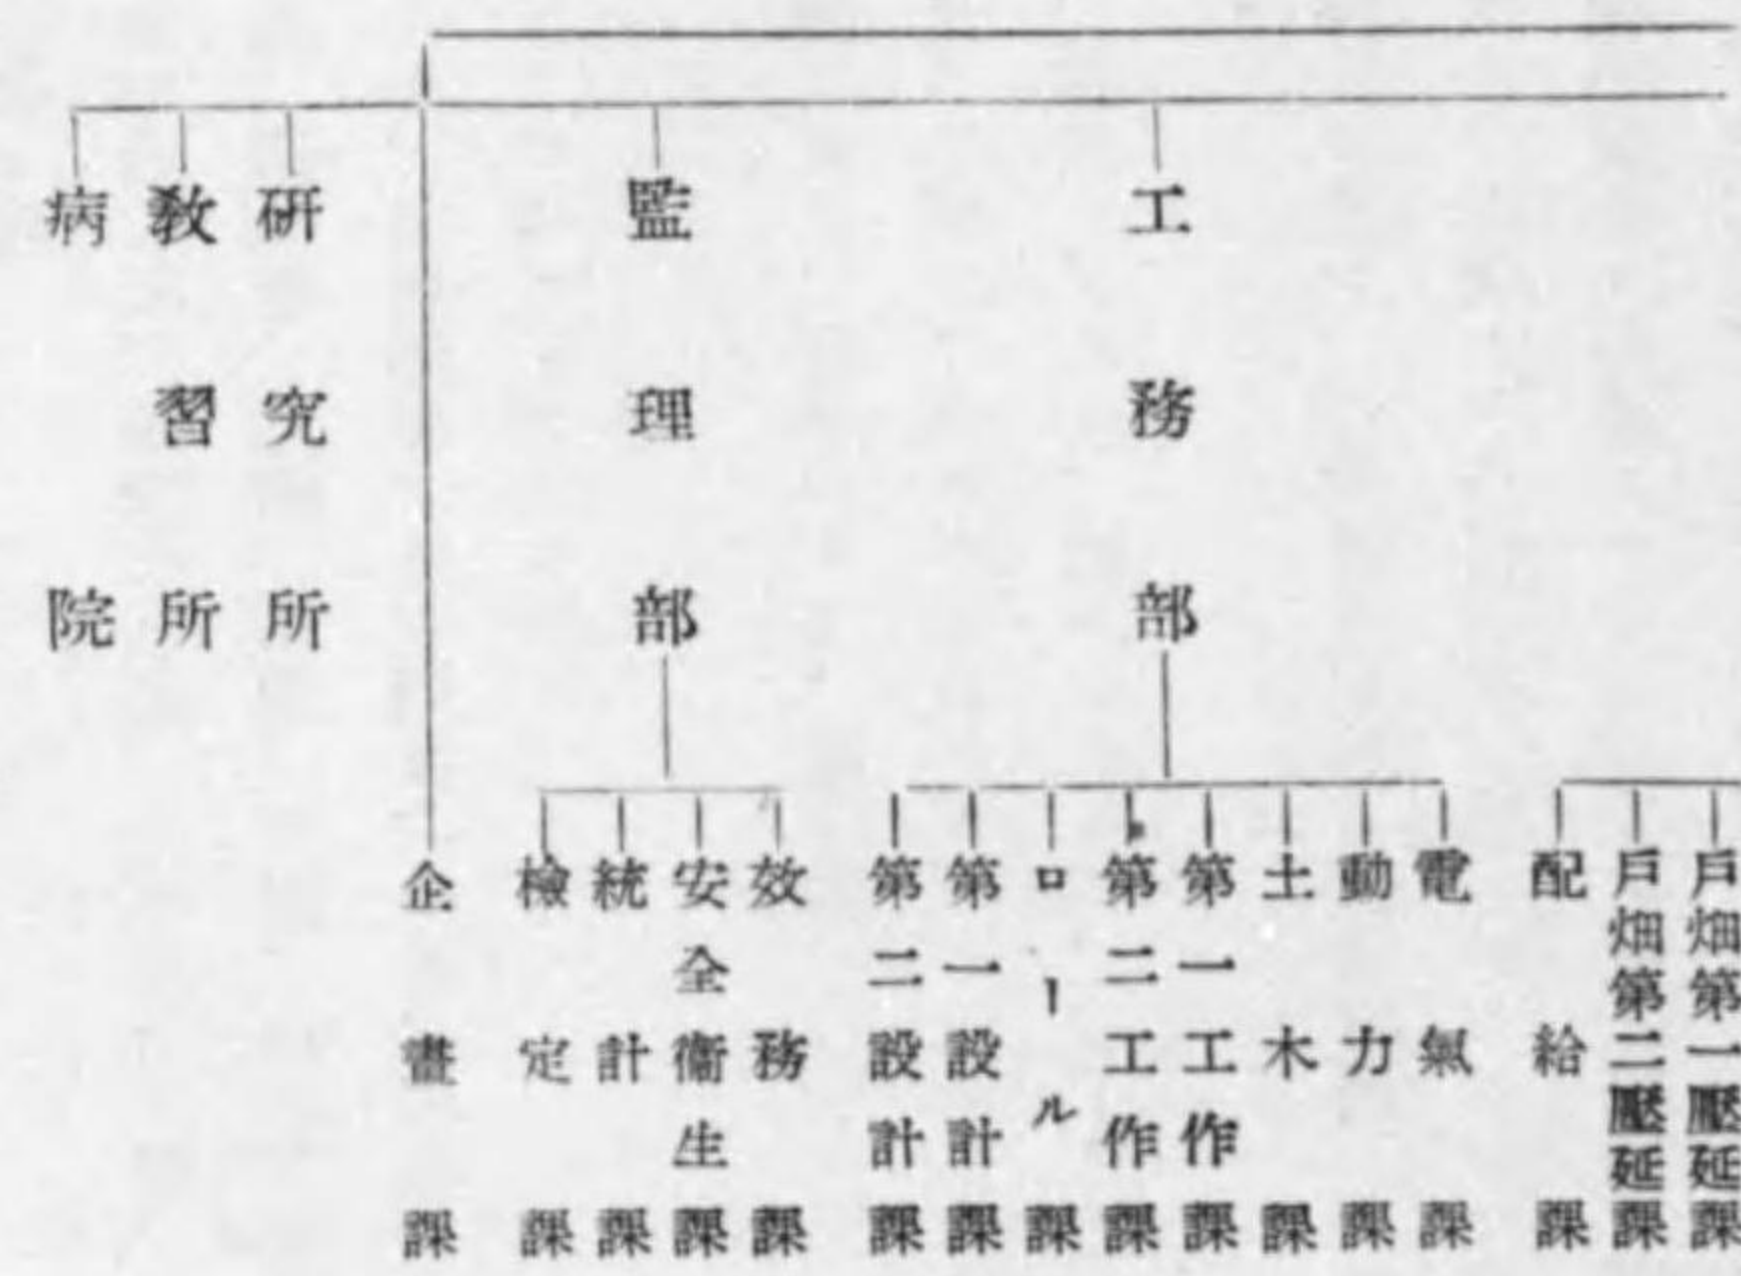 工務部
監理部
研究所
敎習所
病院
戶畑第一壓延課
戶畑第二壓延課
配給課
電氣課
動力課
土木課
第一工作課
第二工作課
ロール課
第一設計課
第二設計課
效務課
安全衞生課
統計課
檢定課
企畫課